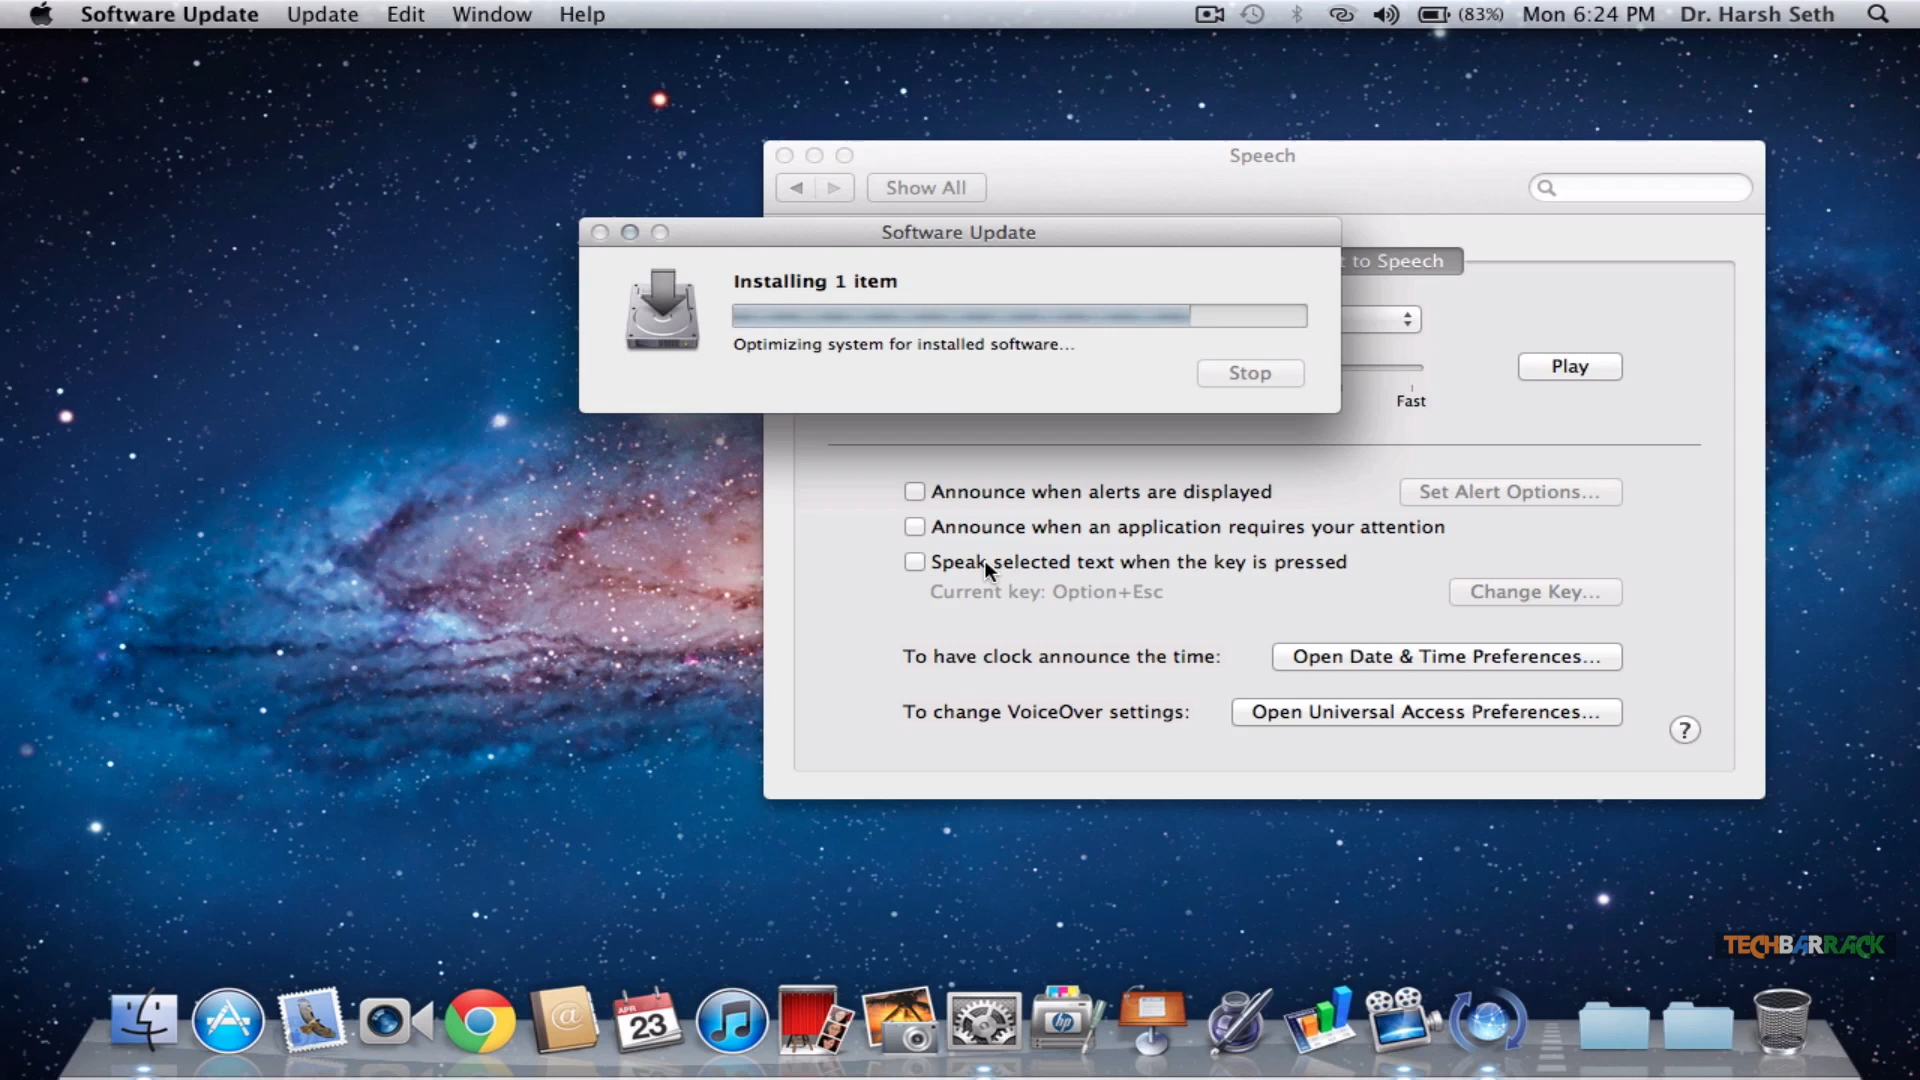 Software Update Update Edit Window Help (83%) Mon 6:24 PM Dr. Harsh Seth
Speech
Show All
Software Update
Installing 1 item
Optimizing system for installed software...
Stop
to Speech
Play
Fast
Announce when alerts are displayed Set Alert Options...
Announce when an application requires your attention
Speak selected text when the key is pressed
Current key: Option+Esc Change Key...
To have clock announce the time: Open Date & Time Preferences...
To change VoiceOver settings: Open Universal Access Preferences...
?
TECHBARRACK
APR
23
@
hp